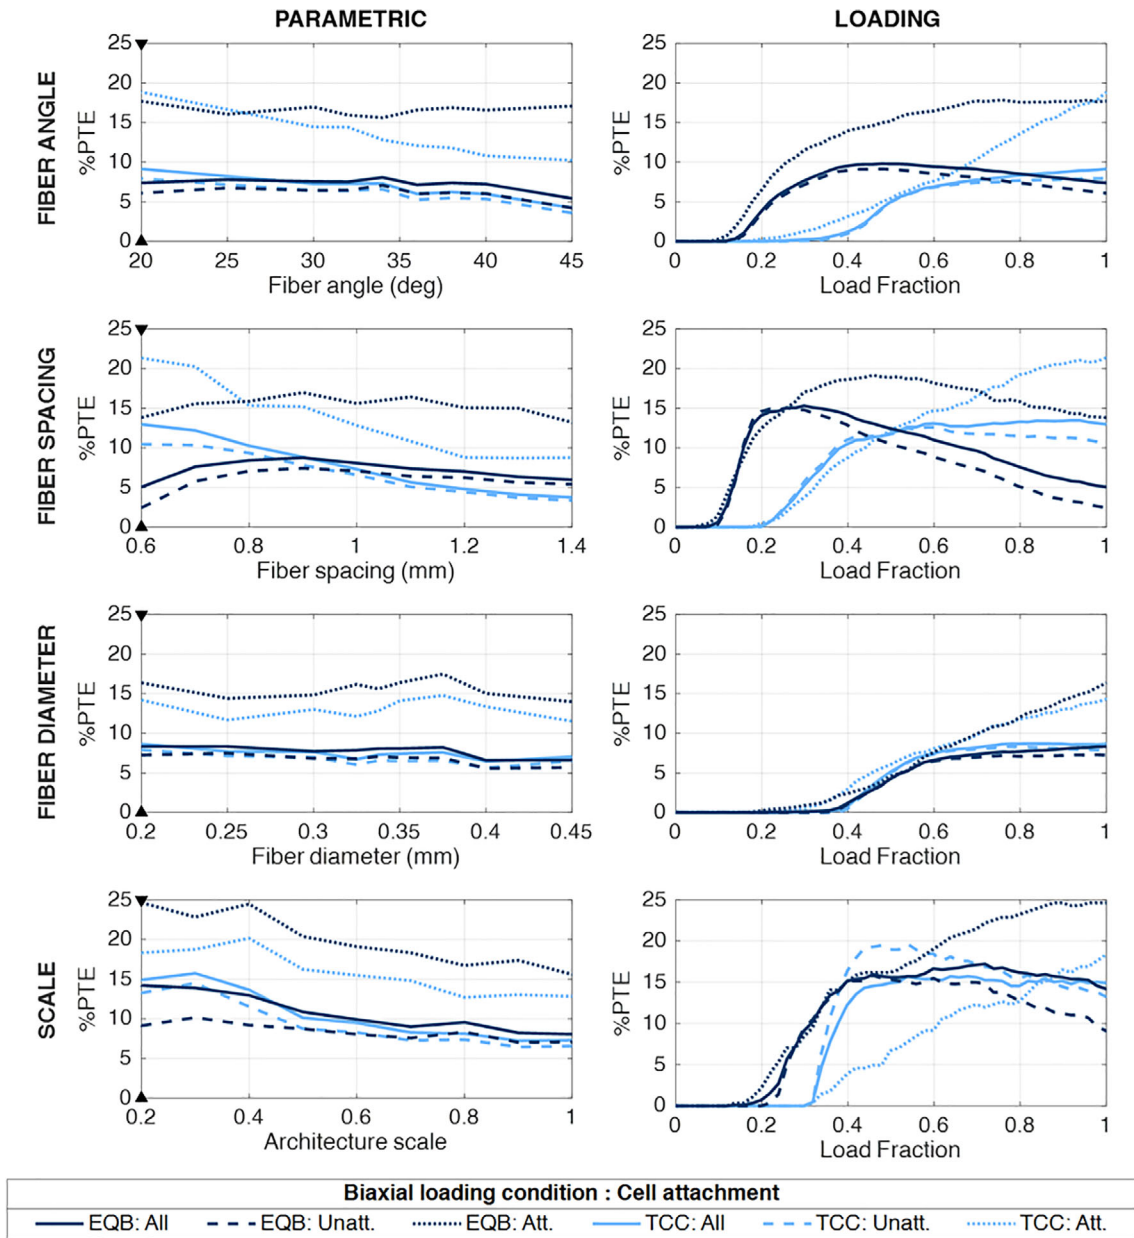 PARAMETRIC
LOADING
FIBER ANGLE
%PTE
25
20
15
10
5
0
20 25 30 35 40 45
Fiber angle (deg)
%PTE
25
20
15
10
5
0
0 0.2 0.4 0.6 0.8 1
Load Fraction
FIBER SPACING
%PTE
25
20
15
10
5
0
0.6 0.8 1 1.2 1.4
Fiber spacing (mm)
%PTE
25
20
15
10
5
0
0 0.2 0.4 0.6 0.8 1
Load Fraction
FIBER DIAMETER
%PTE
25
20
15
10
5
0
0.2 0.25 0.3 0.35 0.4 0.45
Fiber diameter (mm)
%PTE
25
20
15
10
5
0
0 0.2 0.4 0.6 0.8 1
Load Fraction
SCALE
%PTE
25
20
15
10
5
0
0.2 0.4 0.6 0.8 1
Architecture scale
%PTE
25
20
15
10
5
0
0 0.2 0.4 0.6 0.8 1
Load Fraction
Biaxial loading condition : Cell attachment
EQB: All EQB: Unatt. EQB: Att. TCC: All TCC: Unatt. TCC: Att.